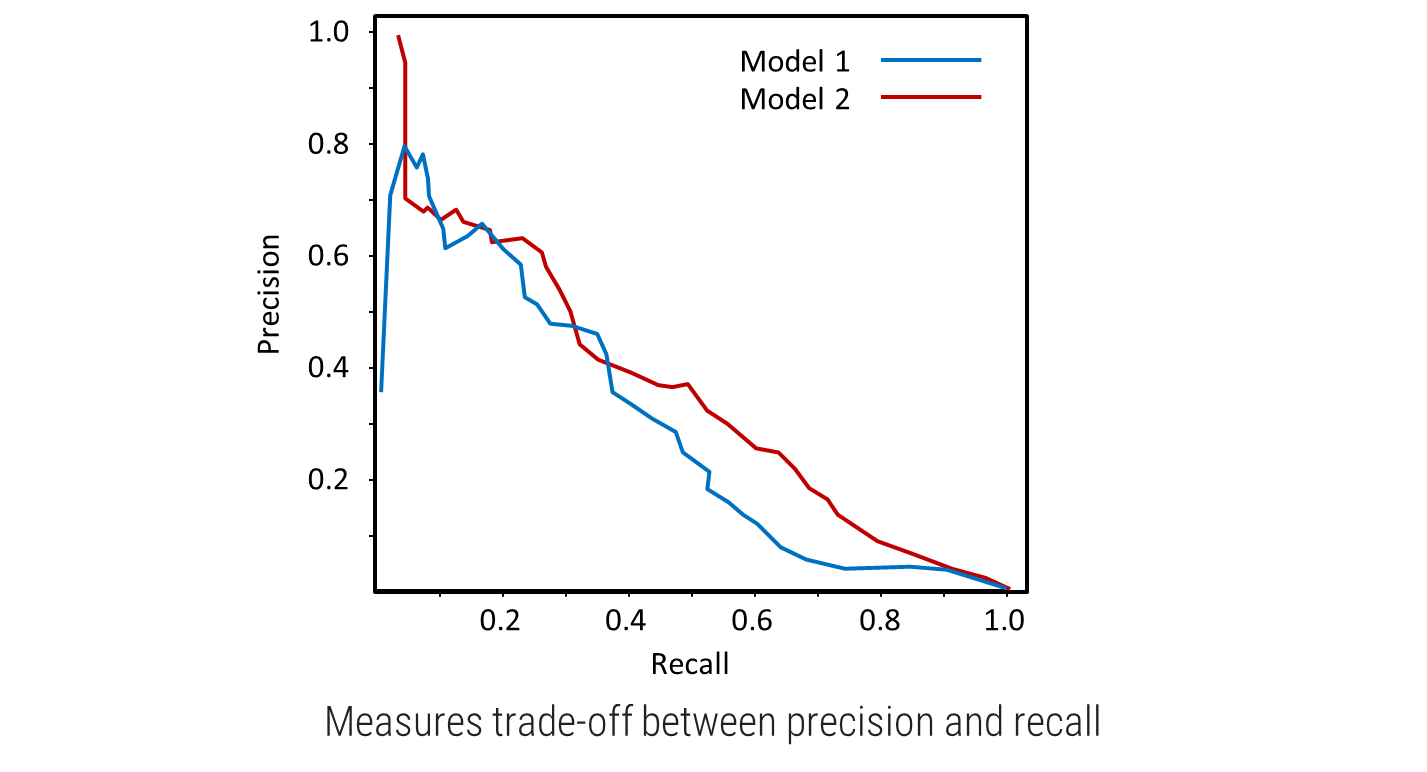 1.0
0.8
0.6
0.4
0.2
Precision
Model 1
Model 2
0.2 0.4 0.6 0.8 1.0
Recall
Measures trade-off between precision and recall